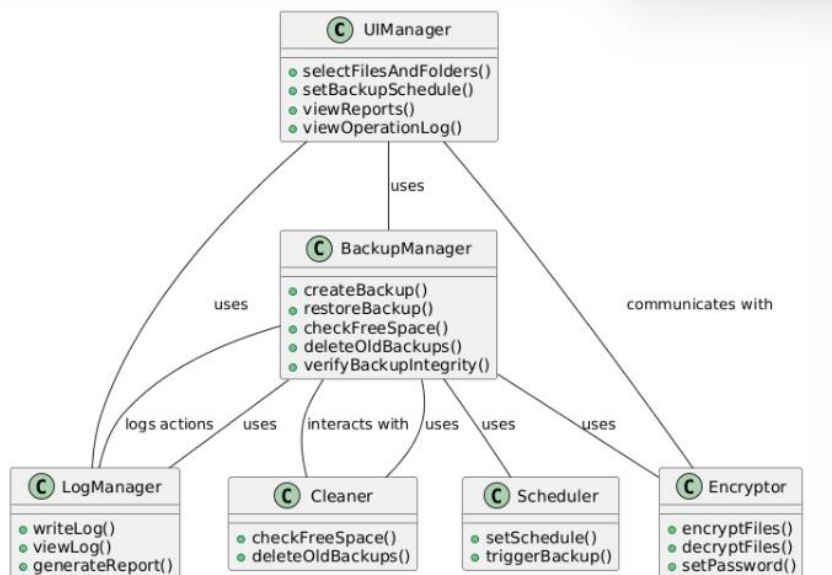 C UIManager
selectFilesAndFolders()
setBackupSchedule()
viewReports()
viewOperationLog()
uses
C BackupManager
createBackup()
restoreBackup()
checkFreeSpace()
deleteOldBackups()
verifyBackupIntegrity()
uses
communicates with
logs actions
uses
interacts with
uses
uses
uses
C LogManager
writeLog()
viewLog()
generateReport()
C Cleaner
checkFreeSpace()
deleteOldBackups()
C Scheduler
setSchedule()
triggerBackup()
C Encryptor
encryptFiles()
decryptFiles()
setPassword()